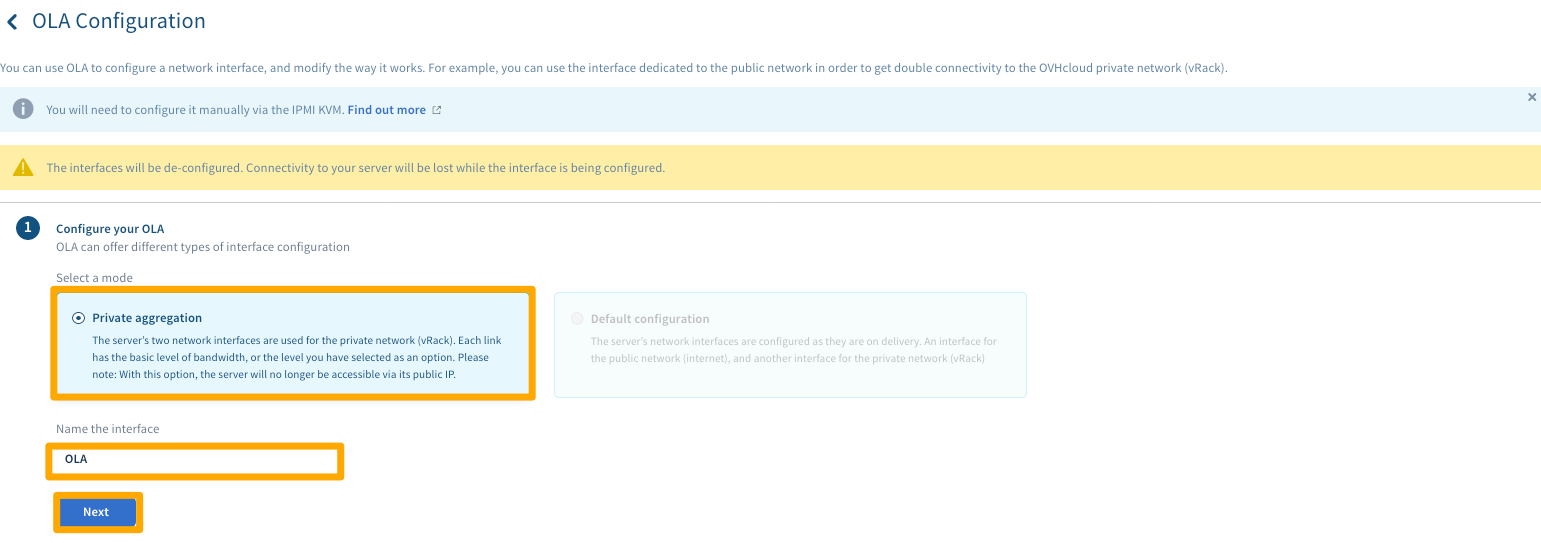 OLA Configuration
You can use OLA to configure a network interface, and modify the way it works. For example, you can use the interface dedicated to the public network in order to get double connectivity to the OVHcloud private network (vRack).
You will need to configure it manually via the IPMI KVM. Find out more
The interfaces will be de-configured. Connectivity to your server will be lost while the interface is being configured.
1
Configure your OLA
OLA can offer different types of interface configuration
Select a mode
Private aggregation
The server's two network interfaces are used for the private network (vRack). Each link
has the basic level of bandwidth, or the level you have selected as an option. Please
note: With this option, the server will no longer be accessible via its public IP.
Default configuration
The server's network interfaces are configured as they are on delivery. An interface for
the public network (internet), and another interface for the private network (vRack)
Name the interface
OLA
Next